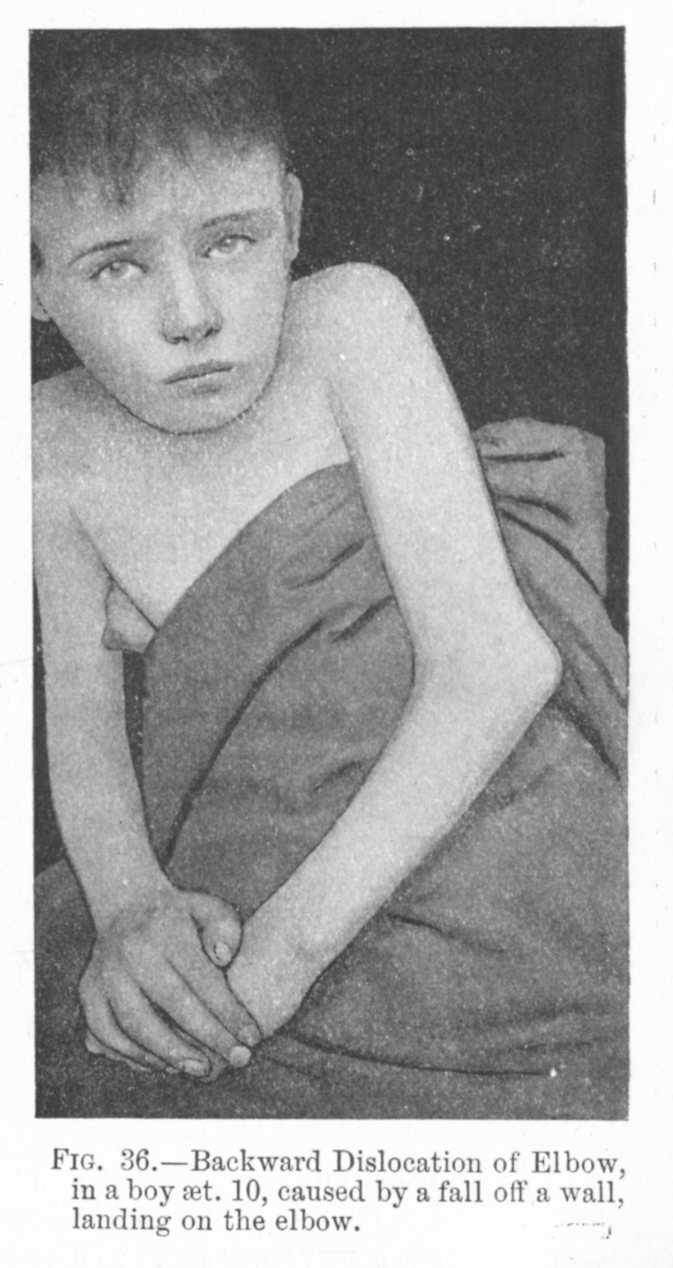 Fig. 36.—Backward Dislocation of Elbow,
in a boy æt. 10, caused by a fall off a wall,
landing on the elbow.